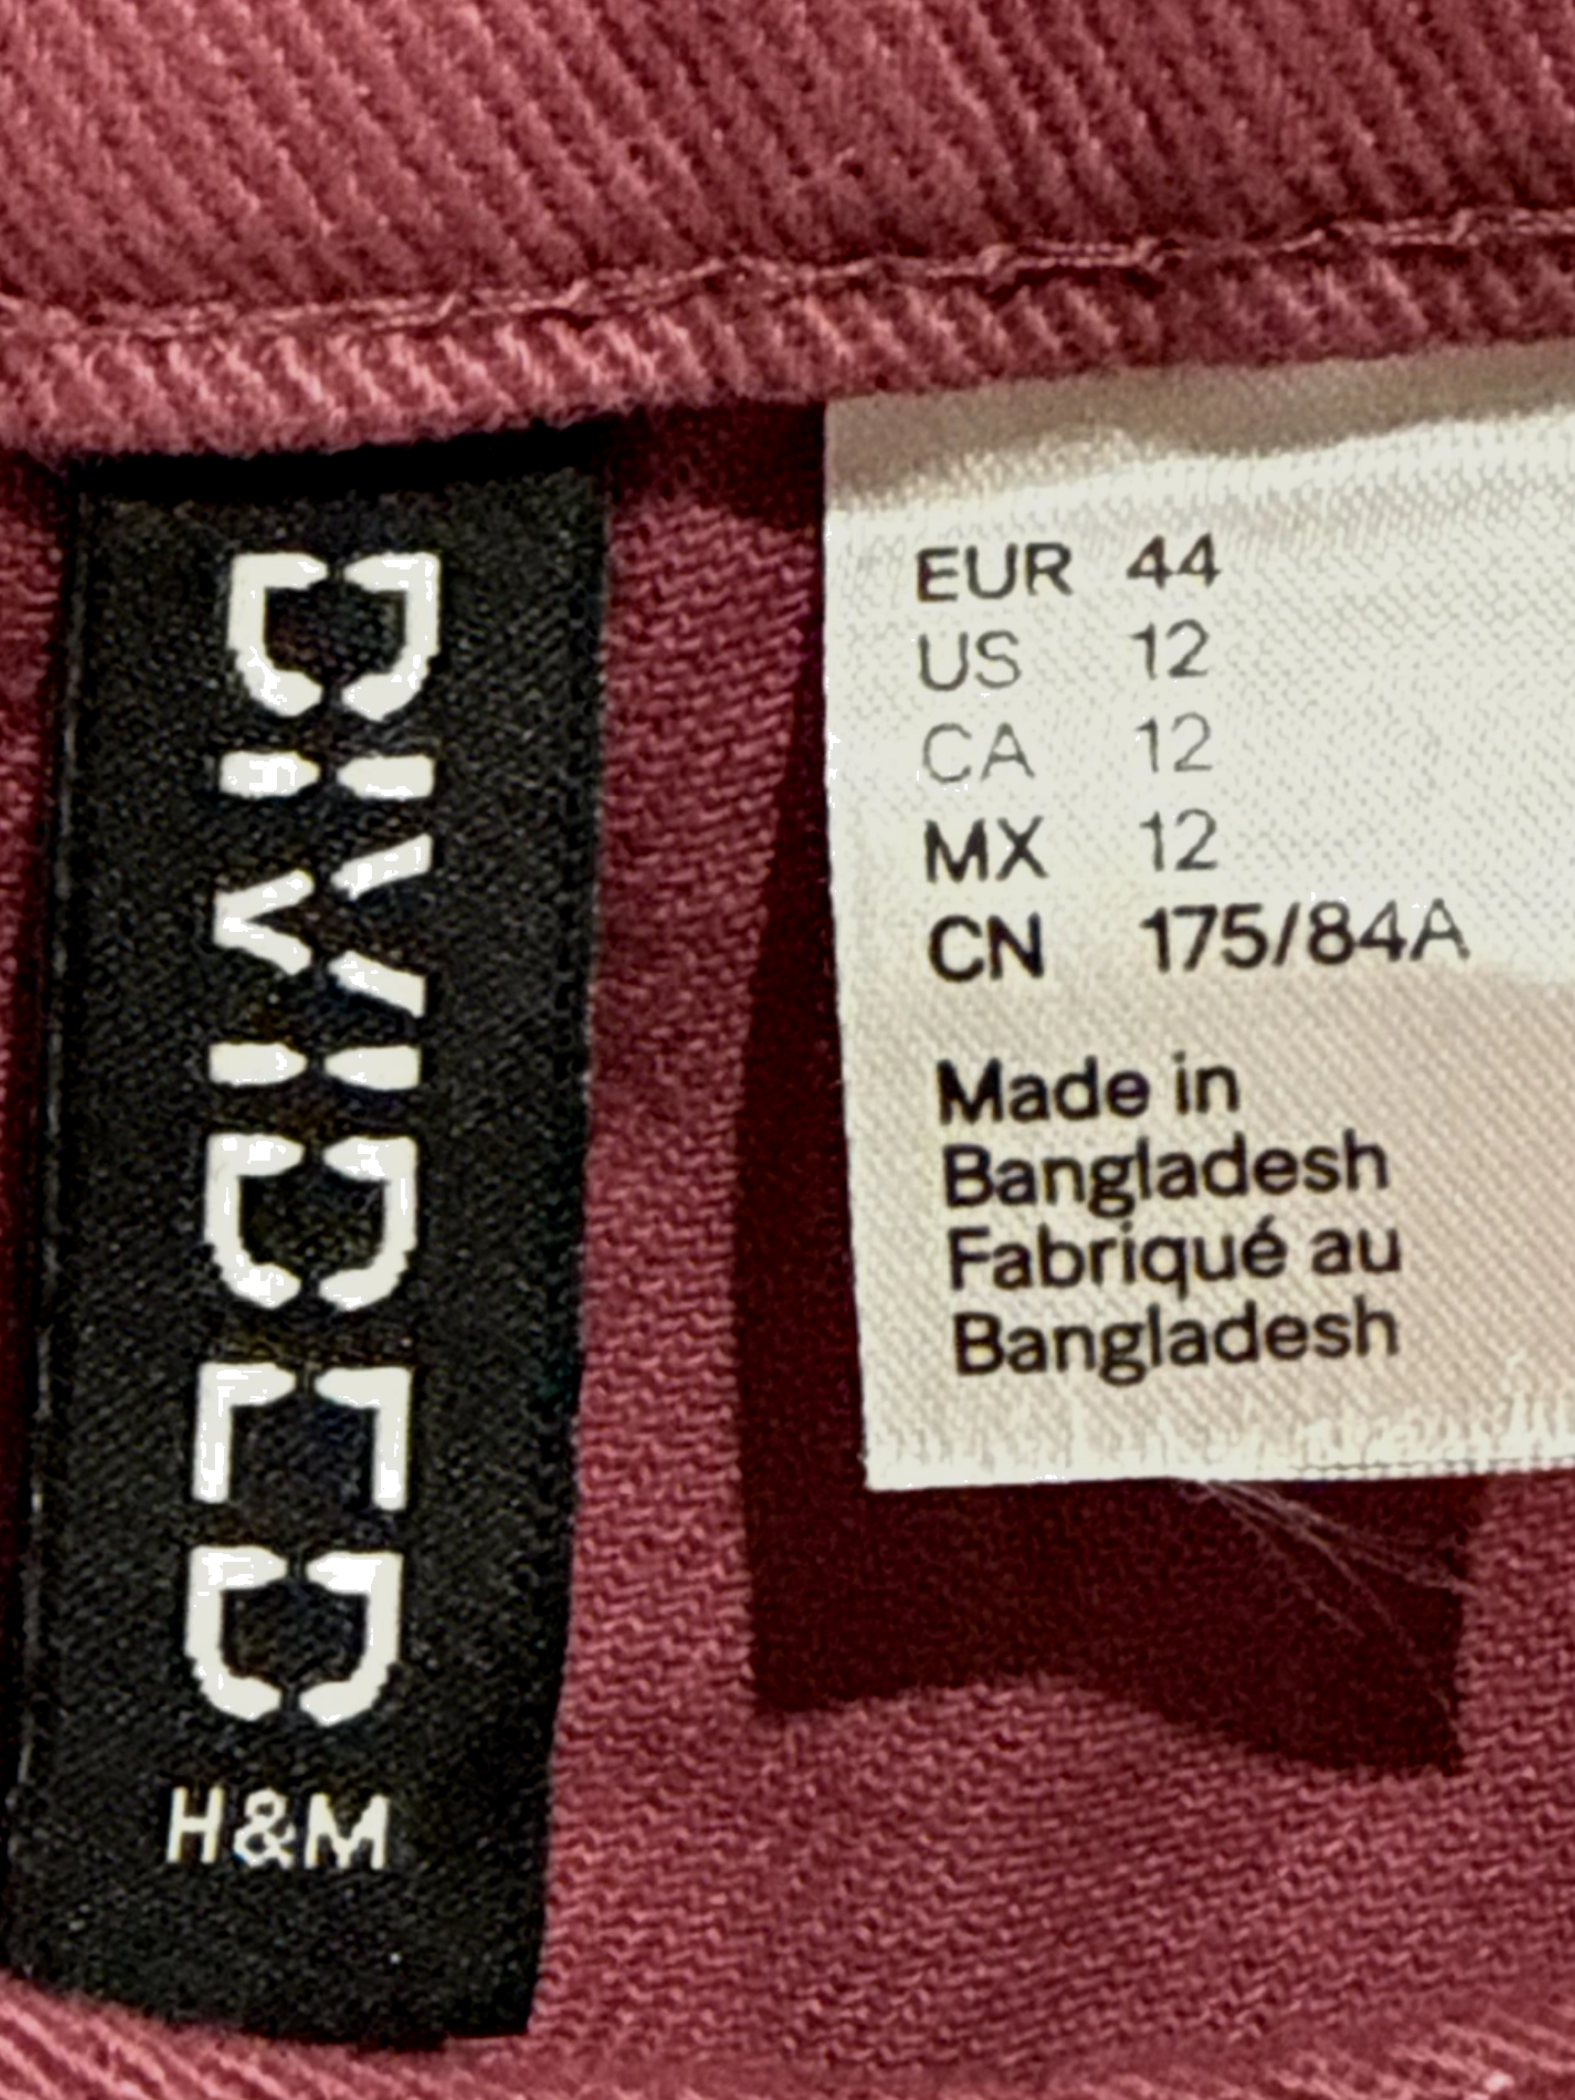 DIVIDED
H&M
EUR 44
US 12
CA 12
MX 12
CN 175/84A
Made in
Bangladesh
Fabriqué au
Bangladesh